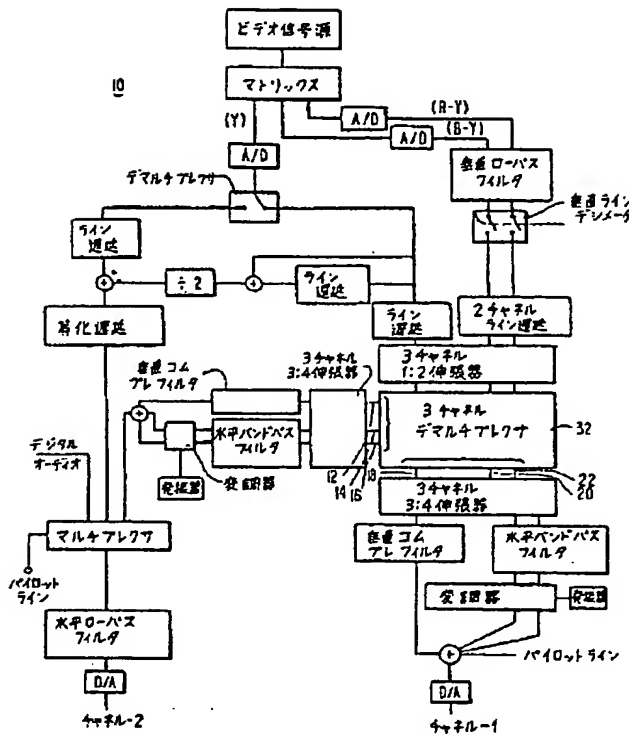 ビデオ信号源
10
マトリックス
(Y)
(R-Y)
(B-Y)
A/D
A/D
A/D
デマルチプレクサ
垂直ローパス
フィルタ
垂直ライン
デシメータ
ライン
遅延
÷2
ライン
遅延
ライン
遅延
2チャネル
ライン遅延
等化遅延
3チャネル
1:2伸張器
垂直コム
プレフィルタ
3チャネル
3:4伸張器
3チャネル
デマルチプレクサ
32
水平バンドパス
フィルタ
デジタル
オーディオ
発振器
変調器
12
14
16
18
22
20
3チャネル
3:4伸張器
マルチプレクサ
垂直コム
プレフィルタ
水平バンドパス
フィルタ
パイロット
ライン
変調器
発振器
水平ローパス
フィルタ
パイロットライン
D/A
D/A
チャネル-2
チャネル-1